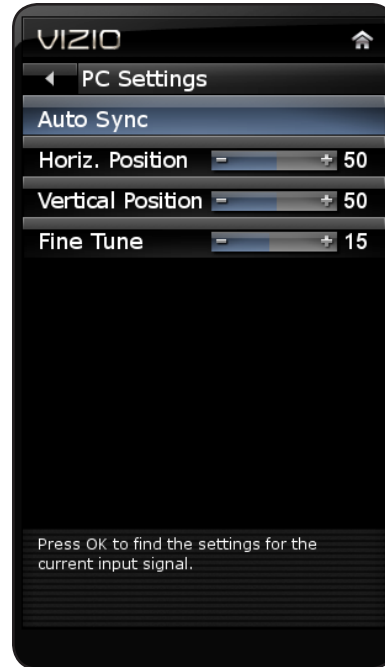 VIZIO
PC Settings
Auto Sync
Horiz. Position - + 50
Vertical Position - + 50
Fine Tune - + 15
Press OK to find the settings for the
current input signal.